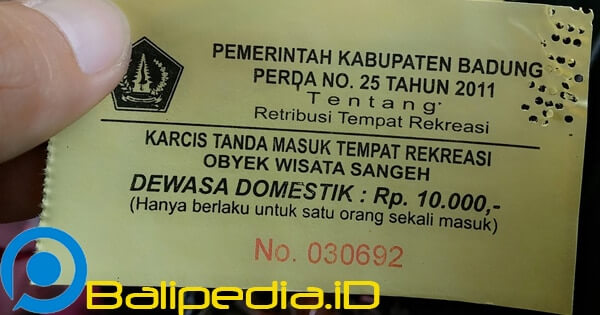 PEMERINTAH KABUPATEN BADUNG
PERDA NO. 25 TAHUN 2011
Tentang
Retribusi Tempat Rekreasi
KARCIS TANDA MASUK TEMPAT REKREASI
OBYEK WISATA SANGEH
DEWASA DOMESTIK : Rp. 10.000,-
(Hanya berlaku untuk satu orang sekali masuk)
No. 030692
Balipedia.iD